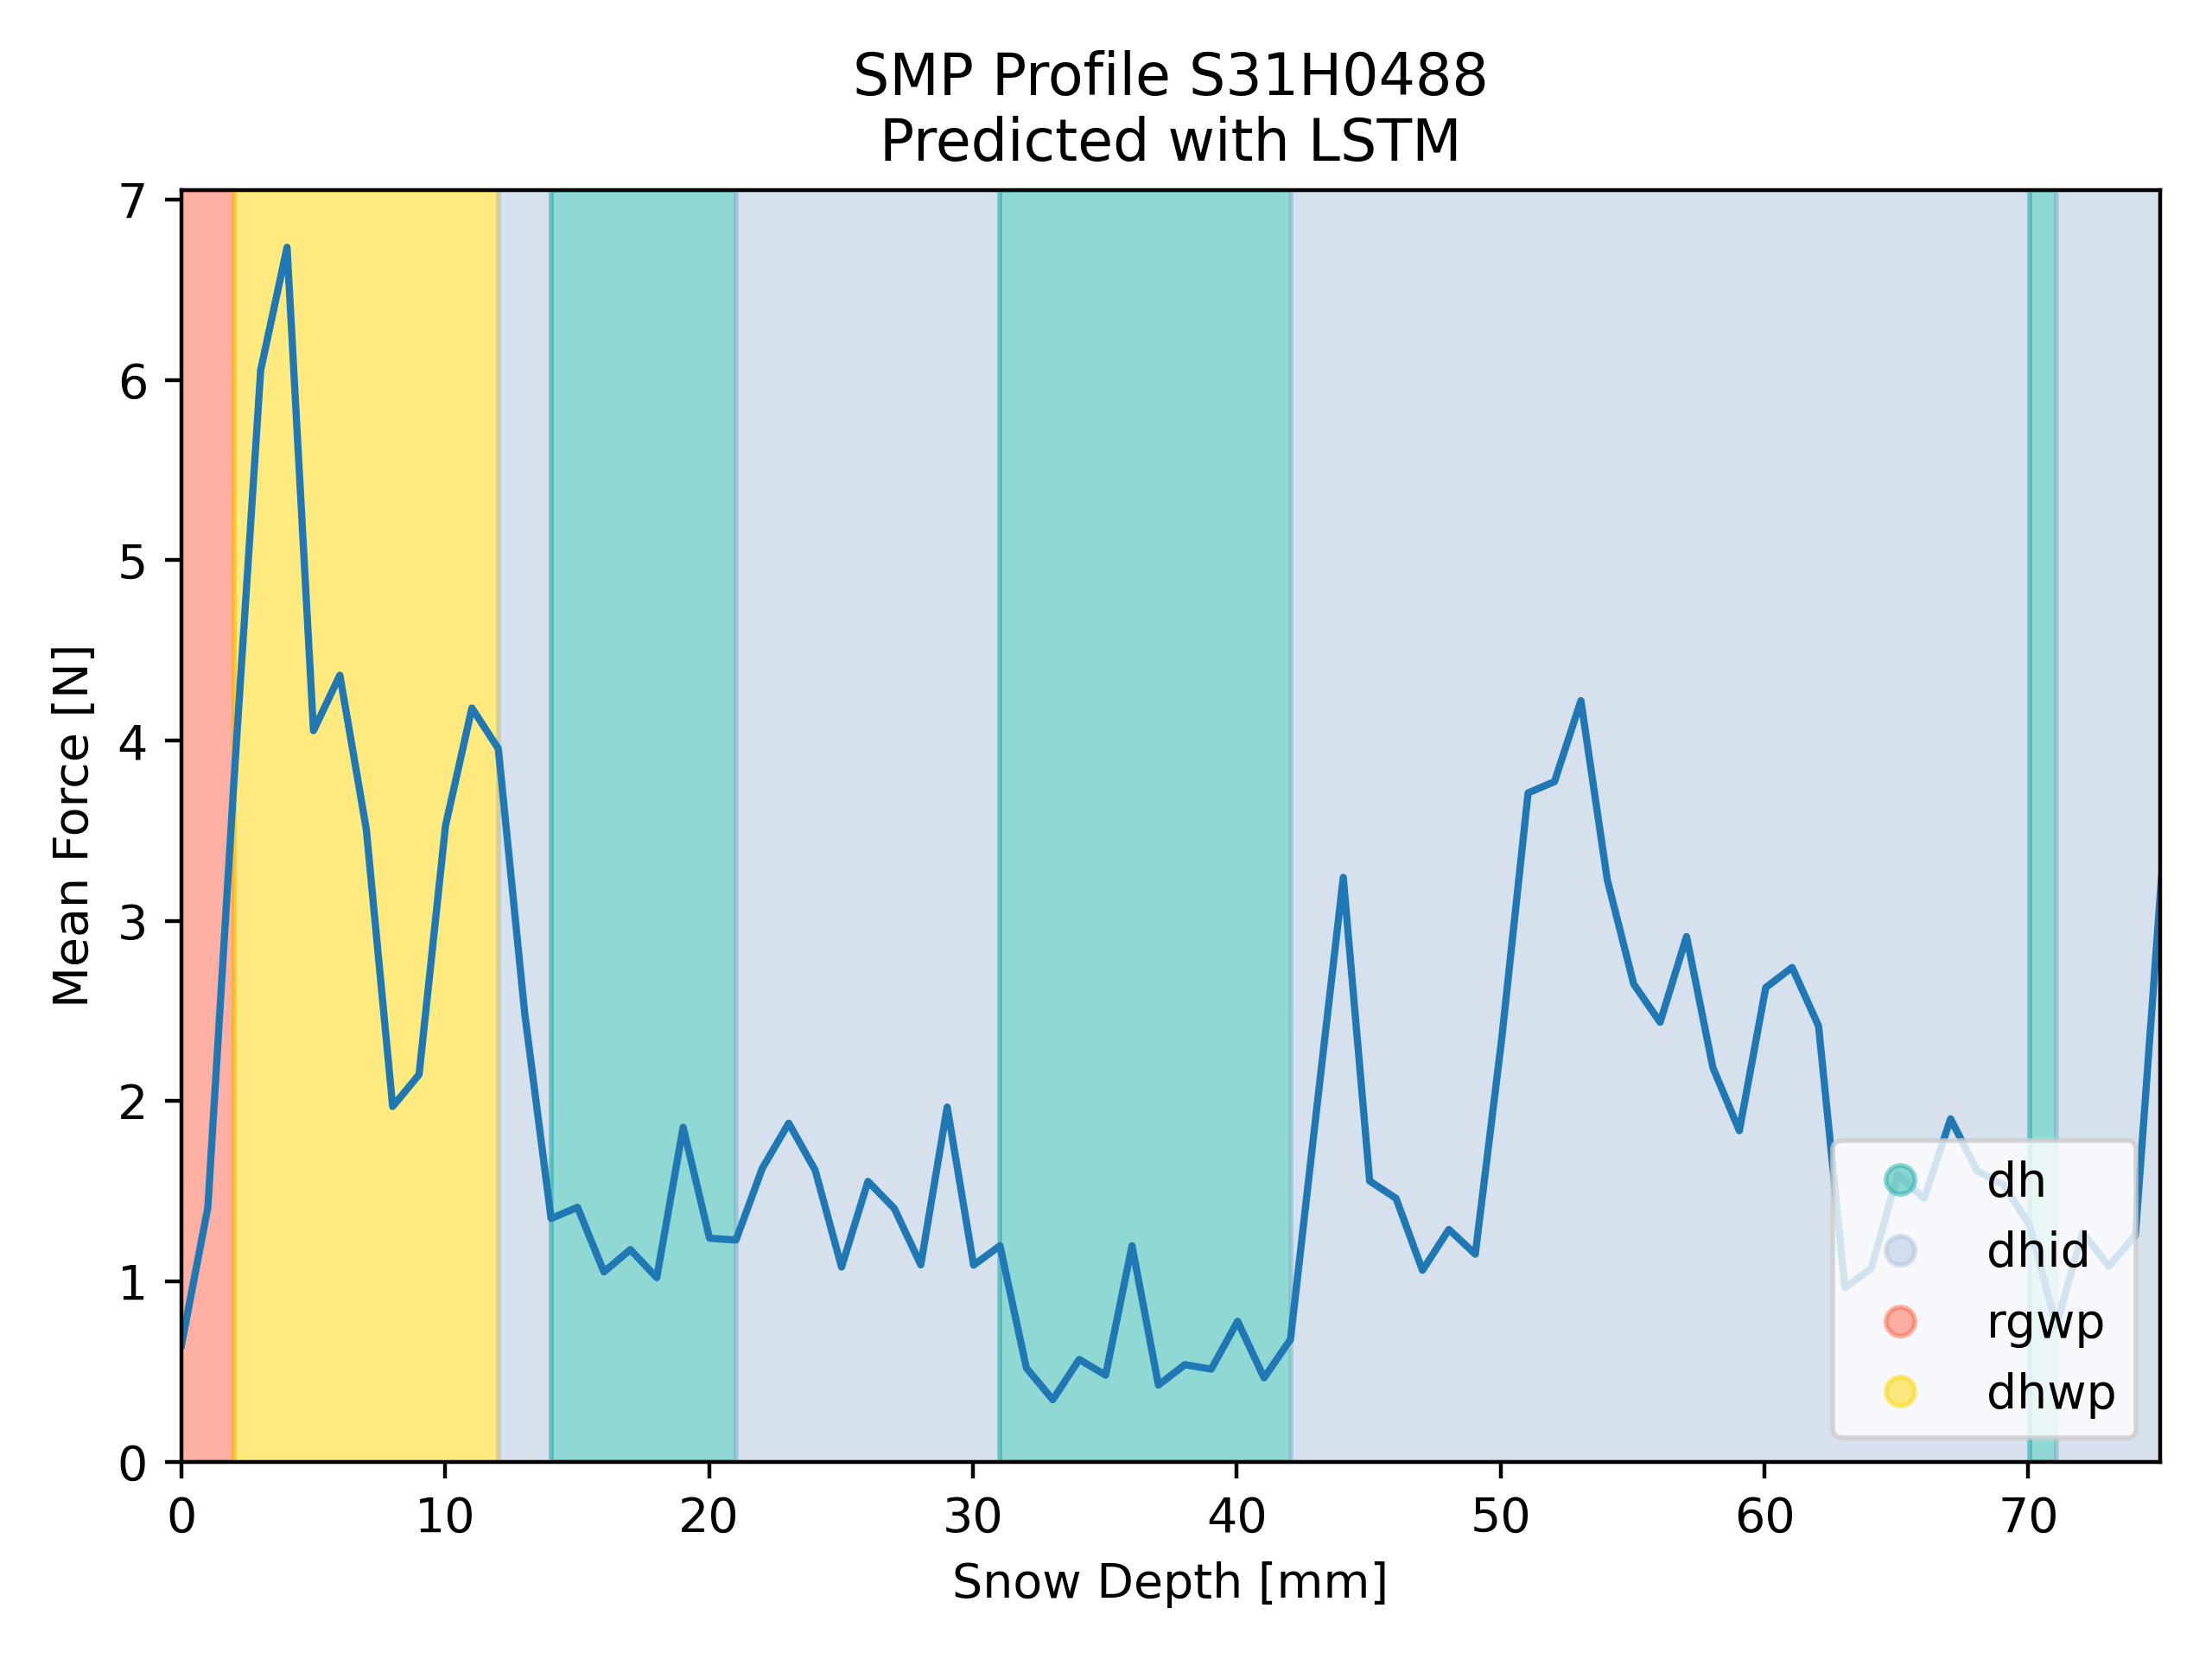 SMP Profile S31H0488
Predicted with LSTM
Mean Force [N]
7
6
5
4
3
2
1
0
dh
dhid
rgwp
dhwp
0 10 20 30 40 50 60 70
Snow Depth [mm]